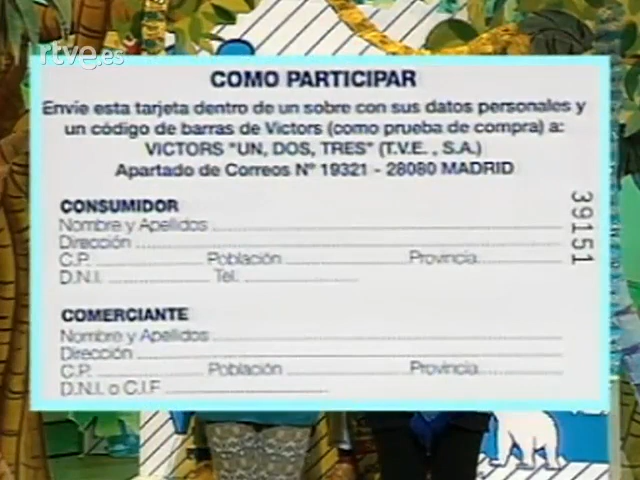 rtve.es
COMO PARTICIPAR
Envíe esta tarjeta dentro de un sobre con sus datos personales y
un código de barras de Victors (como prueba de compra) a:
VICTORS "UN, DOS, TRES" (T.V.E., S.A.)
Apartado de Correos Nº 19321 - 28080 MADRID
CONSUMIDOR
Nombre y Apellidos
Dirección
C.P. Población Provincia
D.N.I. Tel.
39151
COMERCIANTE
Nombre y Apellidos
Dirección
C.P. Población Provincia
D.N.I. o C.I.F.